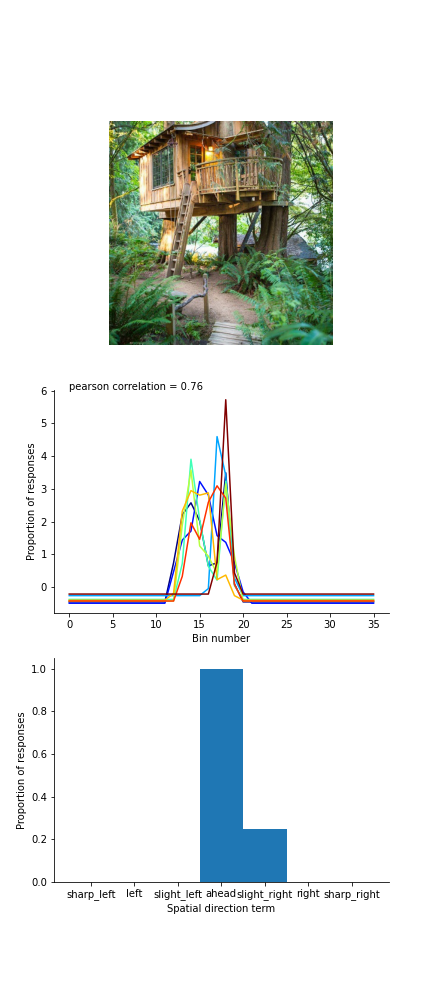 pearson correlation = 0.76
6
5
4
3
2
1
0
Proportion of responses
0 5 10 15 20 25 30 35
Bin number
1.0
0.8
0.6
0.4
0.2
0.0
Proportion of responses
sharp_left left slight_left ahead slight_right right sharp_right
Spatial direction term